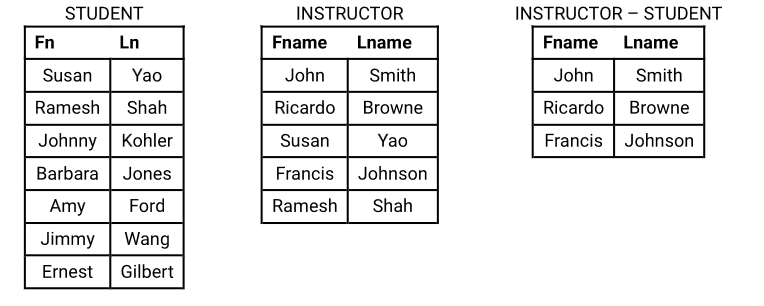 STUDENT
Fn Ln
Susan Yao
Ramesh Shah
Johnny Kohler
Barbara Jones
Amy Ford
Jimmy Wang
Ernest Gilbert
INSTRUCTOR
Fname Lname
John Smith
Ricardo Browne
Susan Yao
Francis Johnson
Ramesh Shah
INSTRUCTOR – STUDENT
Fname Lname
John Smith
Ricardo Browne
Francis Johnson